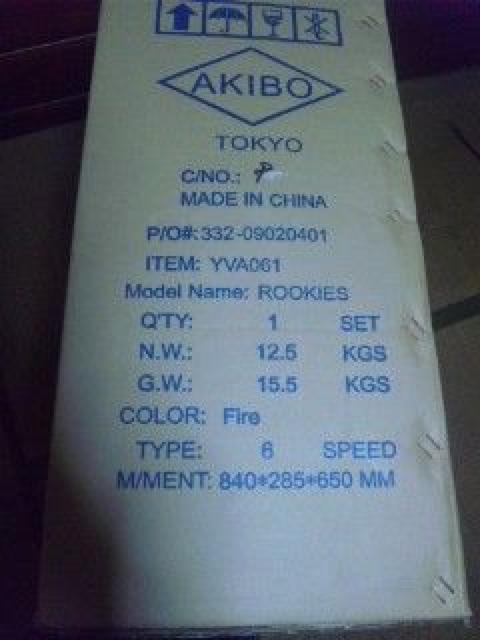 AKIBO
TOKYO
C/NO.:
MADE IN CHINA
P/O#: 332-09020401
ITEM: YVA061
Model Name: ROOKIES
Q'TY: 1 SET
N.W.: 12.5 KGS
G.W.: 15.5 KGS
COLOR: Fire
TYPE: 6 SPEED
M/MENT: 840*285*650 MM